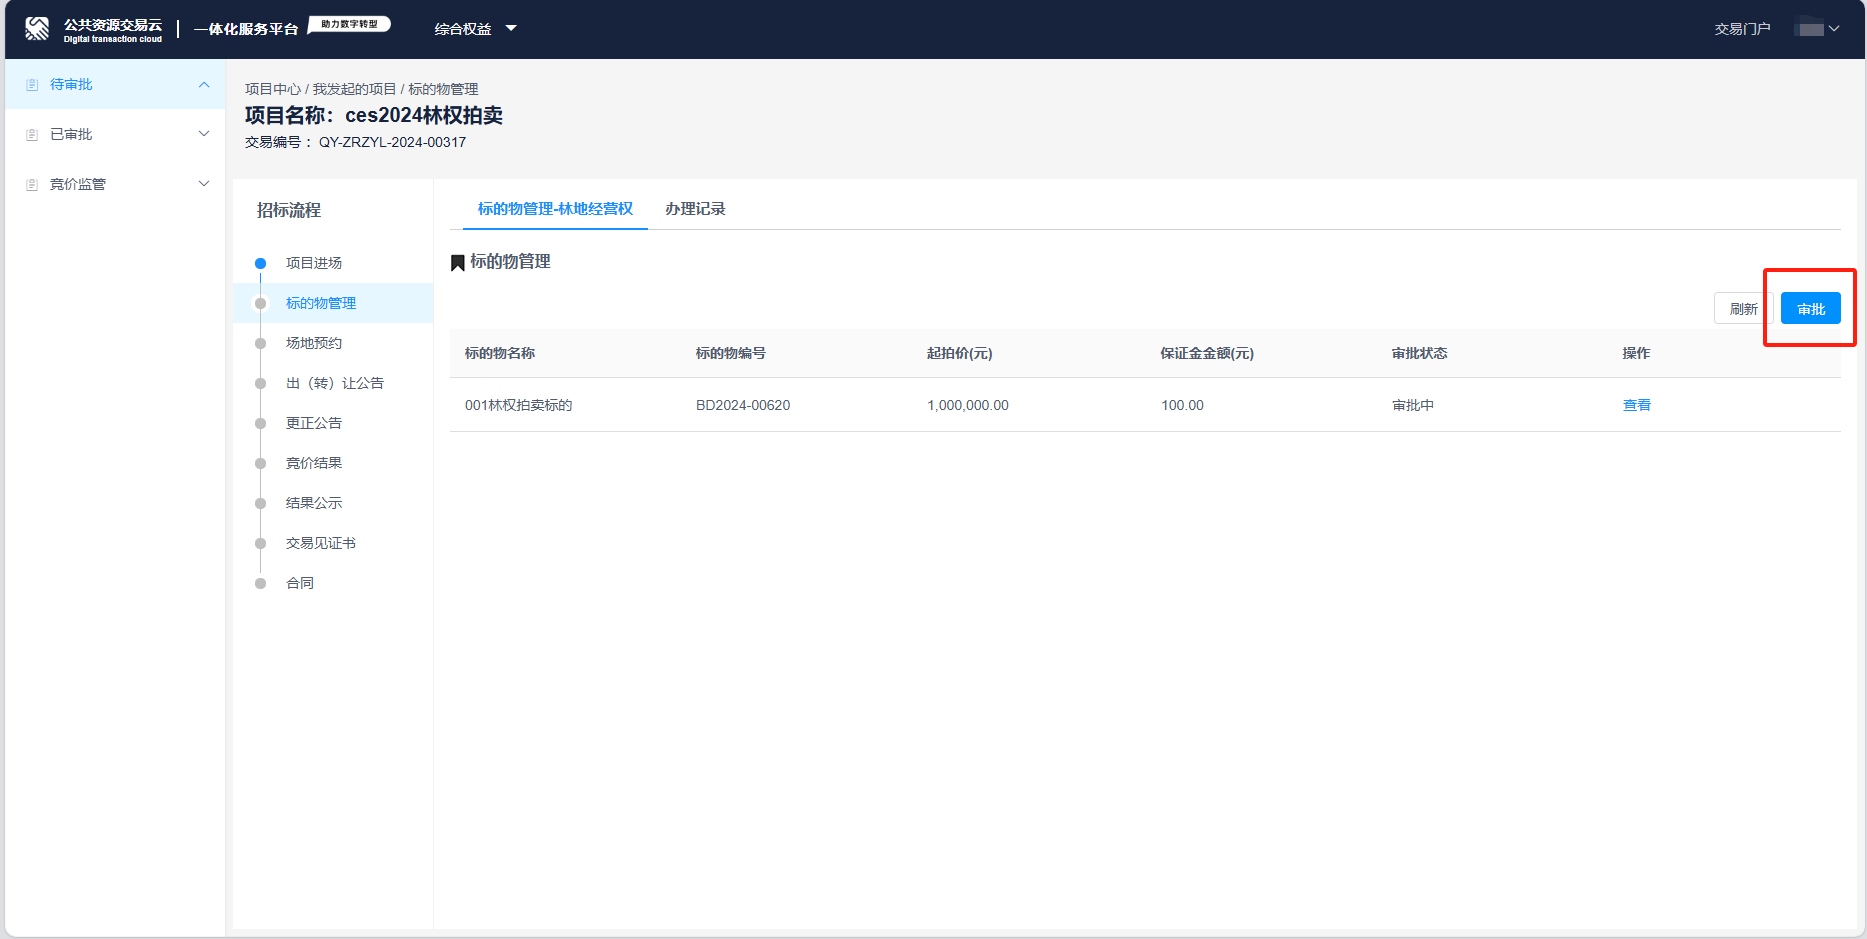 公共资源交易云
Digital transaction cloud
一体化服务平台
助力数字转型
综合权益
交易门户
待审批
已审批
竞价监管
项目中心 / 我发起的项目 / 标的物管理
项目名称：ces2024林权拍卖
交易编号： QY-ZRZYL-2024-00317
招标流程
项目进场
标的物管理
场地预约
出（转）让公告
更正公告
竞价结果
结果公示
交易见证书
合同
标的物管理-林地经营权 办理记录
标的物管理
刷新 审批
标的物名称 标的物编号 起拍价(元) 保证金金额(元) 审批状态 操作
001林权拍卖标的 BD2024-00620 1,000,000.00 100.00 审批中 查看